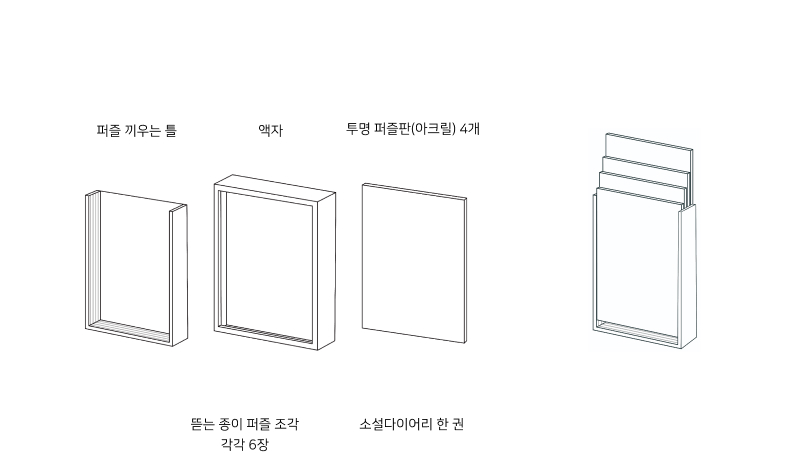 퍼즐 끼우는 틀
액자
투명 퍼즐판(아크릴) 4개
뜯는 종이 퍼즐 조각
각각 6장
소설다이어리 한 권